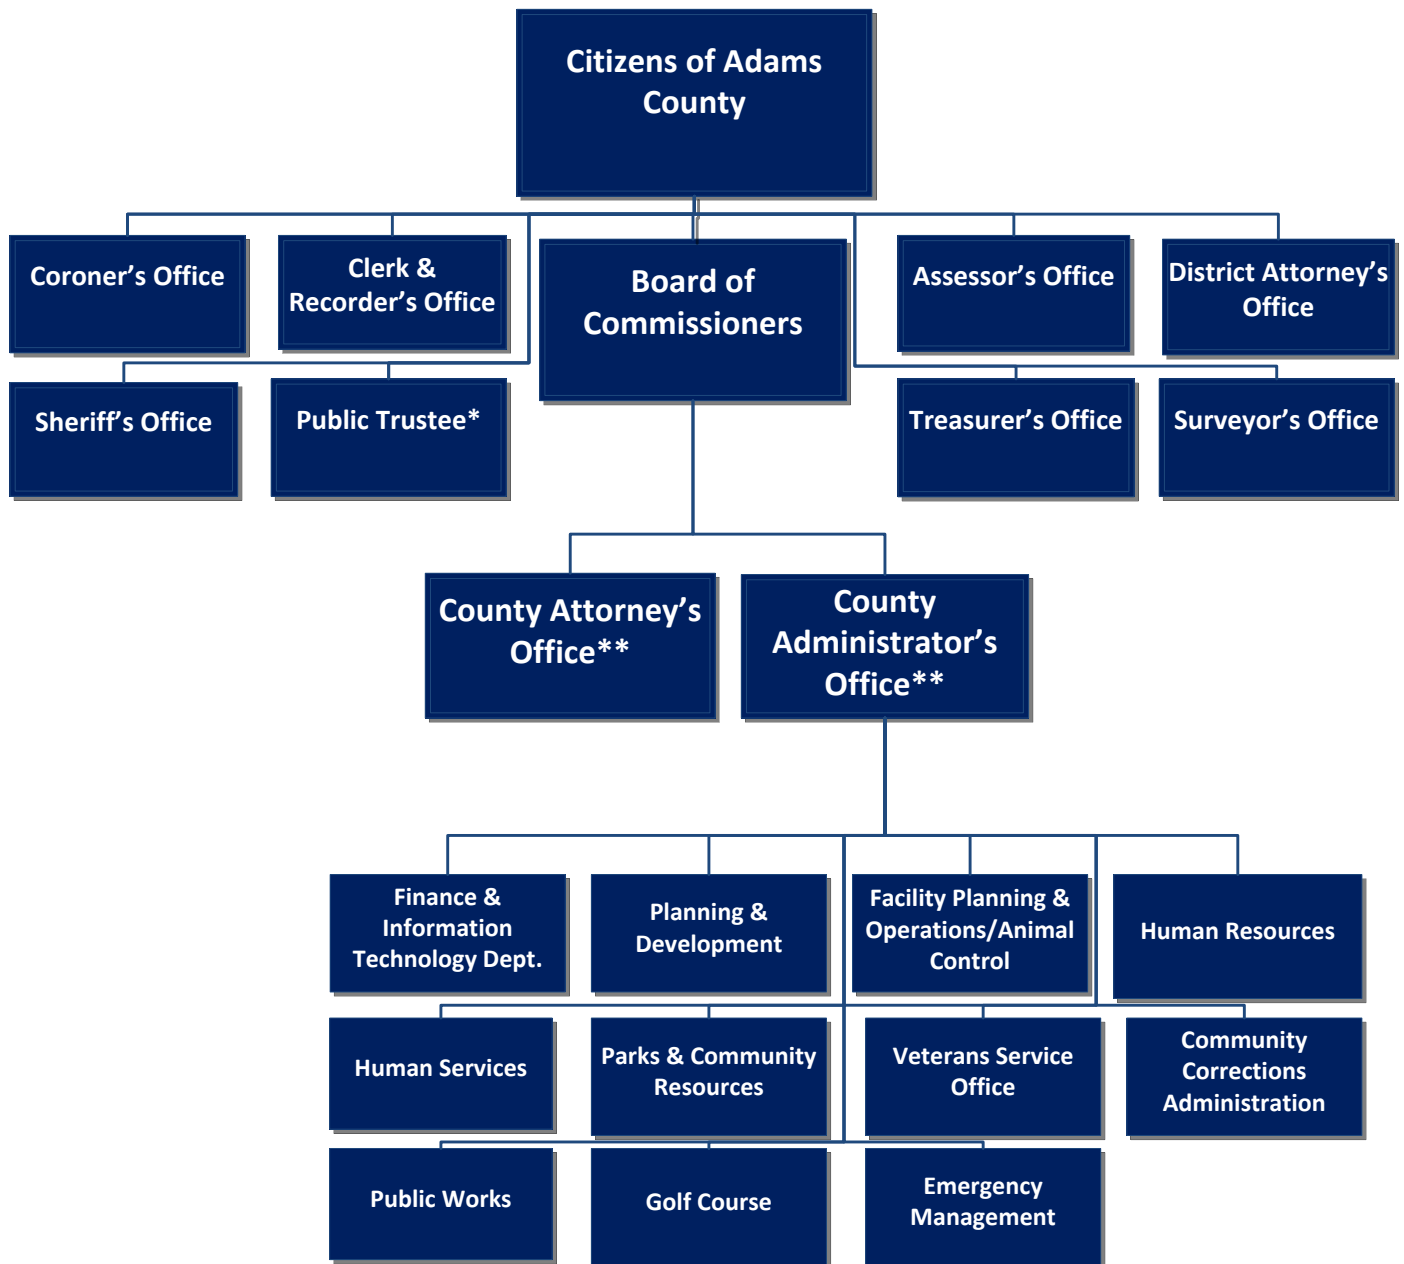 Citizens of Adams
County
Coroner’s Office
Clerk &
Recorder’s Office
Board of
Commissioners
Assessor’s Office
District Attorney’s
Office
Sheriff’s Office
Public Trustee*
Treasurer’s Office
Surveyor’s Office
County Attorney’s
Office**
County
Administrator’s
Office**
Finance &
Information
Technology Dept.
Planning &
Development
Facility Planning &
Operations/Animal
Control
Human Resources
Human Services
Parks & Community
Resources
Veterans Service
Office
Community
Corrections
Administration
Public Works
Golf Course
Emergency
Management